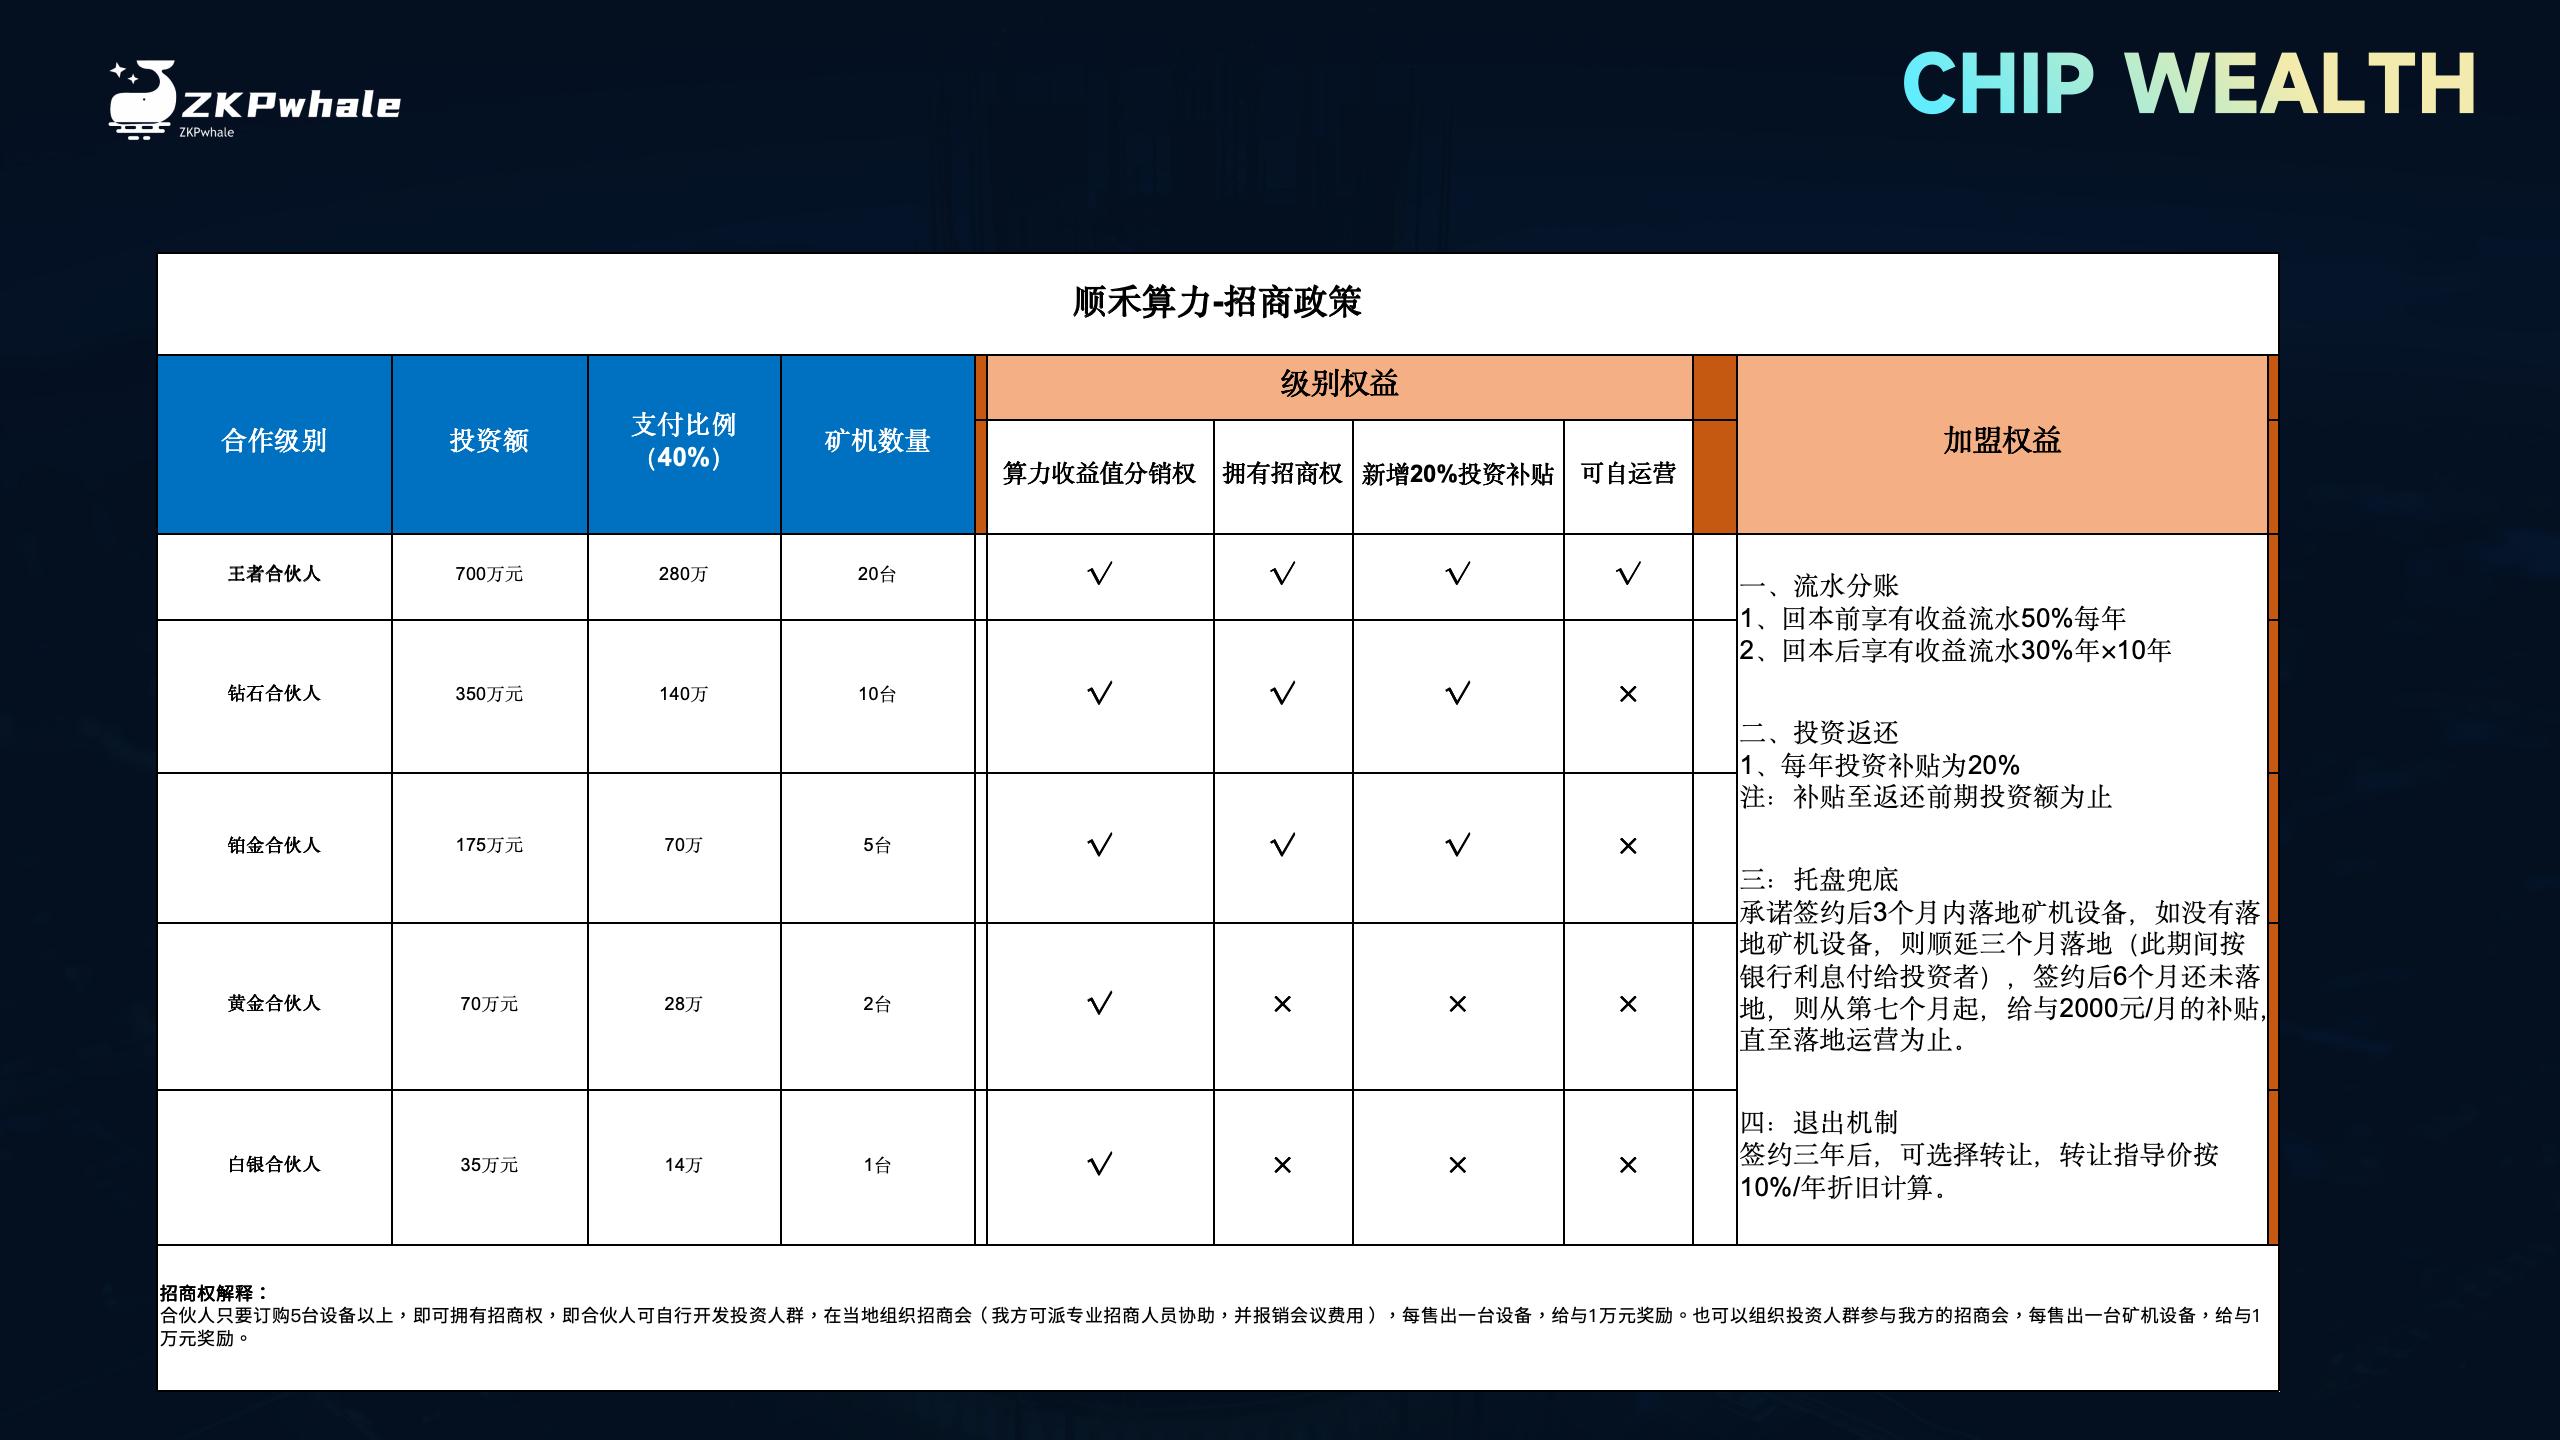 ZKPwhale
ZKPwhale
CHIP WEALTH
顺禾算力-招商政策
合作级别
投资额
支付比例
(40%)
矿机数量
级别权益
加盟权益
算力收益值分销权
拥有招商权
新增20%投资补贴
可自运营
王者合伙人 700万元 280万 20台 √ √ √ √
钻石合伙人 350万元 140万 10台 √ √ √ ×
铂金合伙人 175万元 70万 5台 √ √ √ ×
黄金合伙人 70万元 28万 2台 √ × × ×
白银合伙人 35万元 14万 1台 √ × × ×
一、流水分账
1、回本前享有收益流水50%每年
2、回本后享有收益流水30%年×10年
二、投资返还
1、每年投资补贴为20%
注：补贴至返还前期投资额为止
三：托盘兜底
承诺签约后3个月内落地矿机设备，如没有落
地矿机设备，则顺延三个月落地（此期间按
银行利息付给投资者），签约后6个月还未落
地，则从第七个月起，给与2000元/月的补贴，
直至落地运营为止。
四：退出机制
签约三年后，可选择转让，转让指导价按
10%/年折旧计算。
招商权解释：
合伙人只要订购5台设备以上，即可拥有招商权，即合伙人可自行开发投资人群，在当地组织招商会（我方可派专业招商人员协助，并报销会议费用），每售出一台设备，给与1万元奖励。也可以组织投资人群参与我方的招商会，每售出一台矿机设备，给与1
万元奖励。